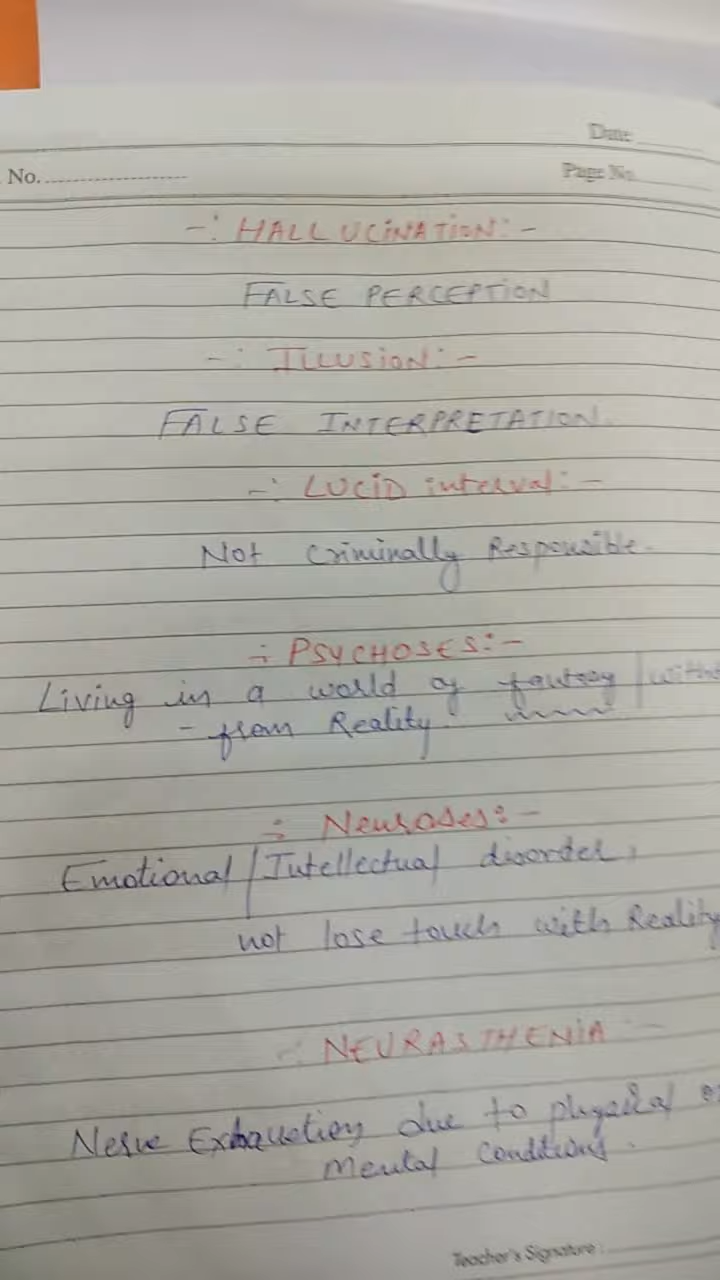 Date
No.
Page No.
-: HALLUCINATION:-
FALSE PERCEPTION
-: ILLUSION:-
FALSE INTERPRETATION.
-: LUCID interval:-
Not Criminally Responsible.
-: PSYCHOSES:-
Living in a world of fantasy /
- from Reality.
-: Neuroses:-
Emotional / Intellectual disorder,
not lose touch with Reality
-: NEURASTHENIA :-
Nerve Exhaustion due to physical or
mental conditions.
Teacher's Signature :